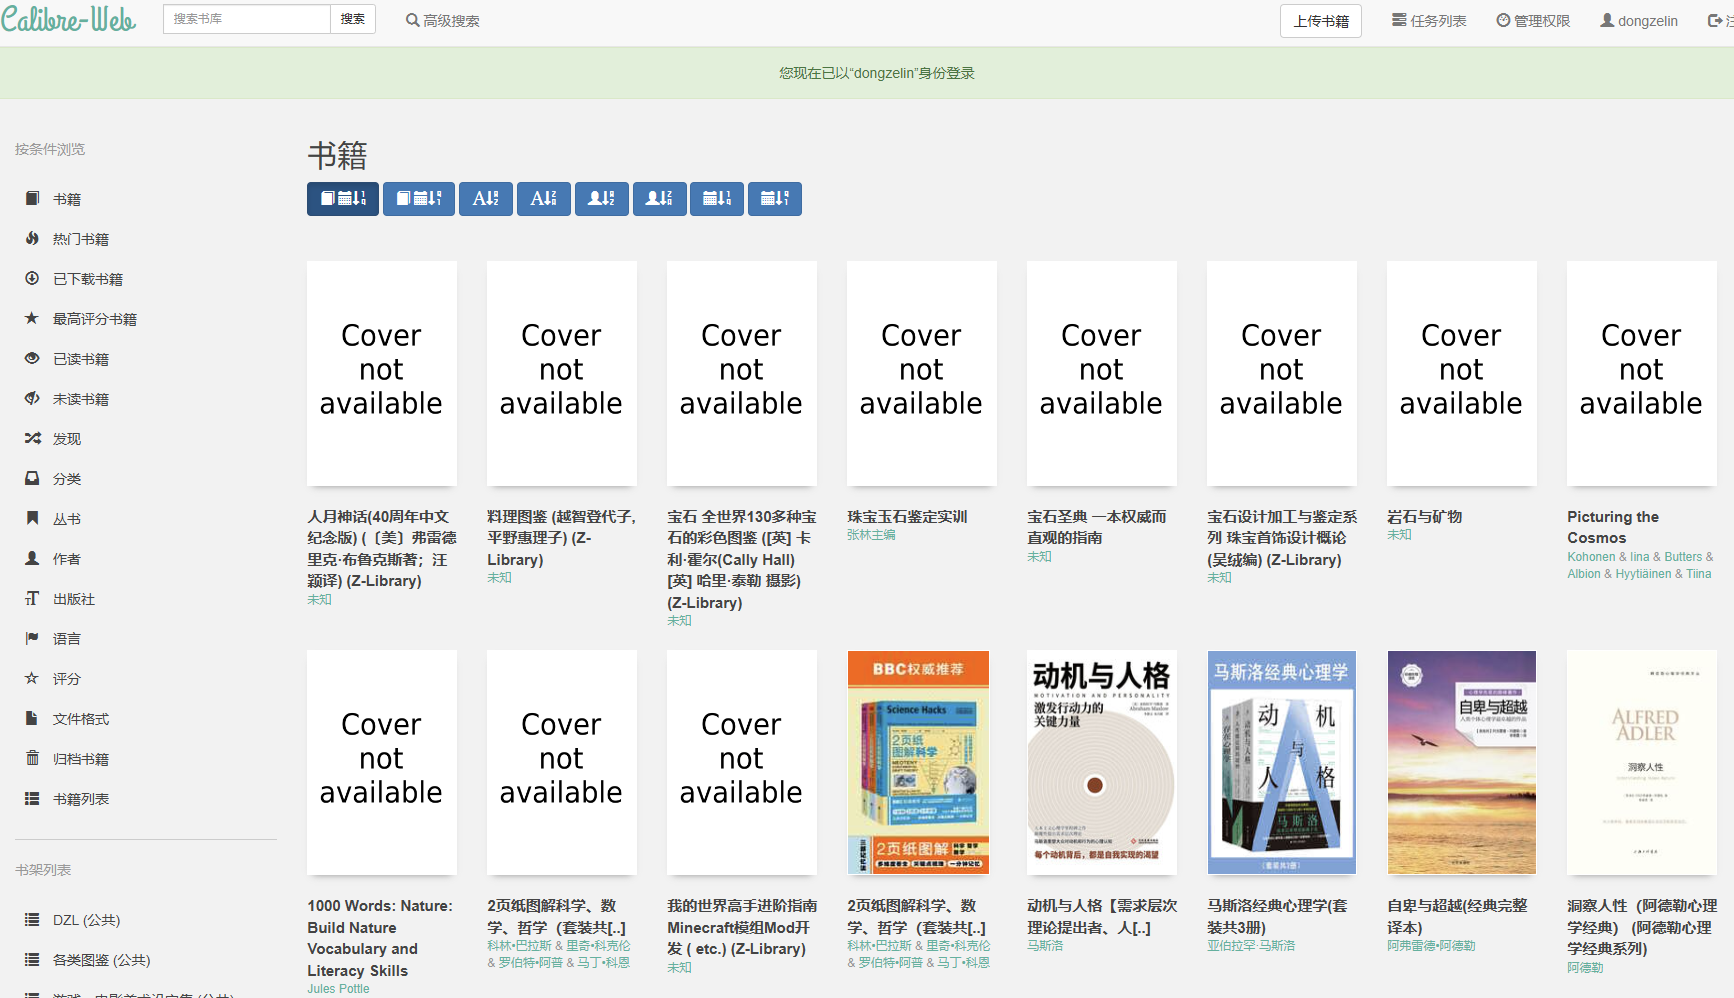 Calibre-Web
搜索书库
搜索
高级搜索
上传书籍
任务列表
管理权限
dongzelin
您现在已以“dongzelin”身份登录
按条件浏览
书籍
热门书籍
已下载书籍
最高评分书籍
已读书籍
未读书籍
发现
分类
丛书
作者
出版社
语言
评分
文件格式
归档书籍
书籍列表
书架列表
DZL (公共)
各类图鉴 (公共)
书籍
Cover
not
available
人月神话(40周年中文
纪念版) (〔美〕弗雷德
里克·布鲁克斯著；汪
颖译) (Z-Library)
未知
Cover
not
available
料理图鉴 (越智登代子,
平野惠理子) (Z-
Library)
未知
Cover
not
available
宝石 全世界130多种宝
石的彩色图鉴 ([英] 卡
利·霍尔(Cally Hall)
[英] 哈里·泰勒 摄影)
(Z-Library)
未知
Cover
not
available
珠宝玉石鉴定实训
张林主编
Cover
not
available
宝石圣典 一本权威而
直观的指南
未知
Cover
not
available
宝石设计加工与鉴定系
列 珠宝首饰设计概论
(吴绒编) (Z-Library)
未知
Cover
not
available
岩石与矿物
未知
Cover
not
available
Picturing the
Cosmos
Kohonen & Iina & Butters &
Albion & Hyytiäinen & Tiina
Cover
not
available
1000 Words: Nature:
Build Nature
Vocabulary and
Literacy Skills
Jules Pottle
Cover
not
available
2页纸图解科学、数
学、哲学（套装共[..]
科林•巴拉斯 & 里奇•科克伦
& 罗伯特•阿普 & 马丁•科恩
Cover
not
available
我的世界高手进阶指南
Minecraft模组Mod开
发 ( etc.) (Z-Library)
未知
BBC权威推荐
Science Hacks
2页纸
图解科学
2页纸图解
科学 数学
哲学
多维度看全 关键点梳理 一分钟记忆
2页纸图解科学、数
学、哲学（套装共[..]
科林•巴拉斯 & 里奇•科克伦
& 罗伯特•阿普 & 马丁•科恩
动机与人格
MOTIVATION AND PERSONALITY
激发行动力的
关键力量
每个动机背后，都是自我实现的渴望
动机与人格【需求层次
理论提出者、人[..]
马斯洛
马斯洛经典心理学
动机
与
人格
马斯洛
（套装共3册）
马斯洛经典心理学(套
装共3册)
亚伯拉罕·马斯洛
自卑与超越
自卑与超越(经典完整
译本)
阿弗雷德•阿德勒
ALFRED
ADLER
洞察人性
洞察人性（阿德勒心理
学经典）（阿德勒心理
学经典系列)
阿德勒